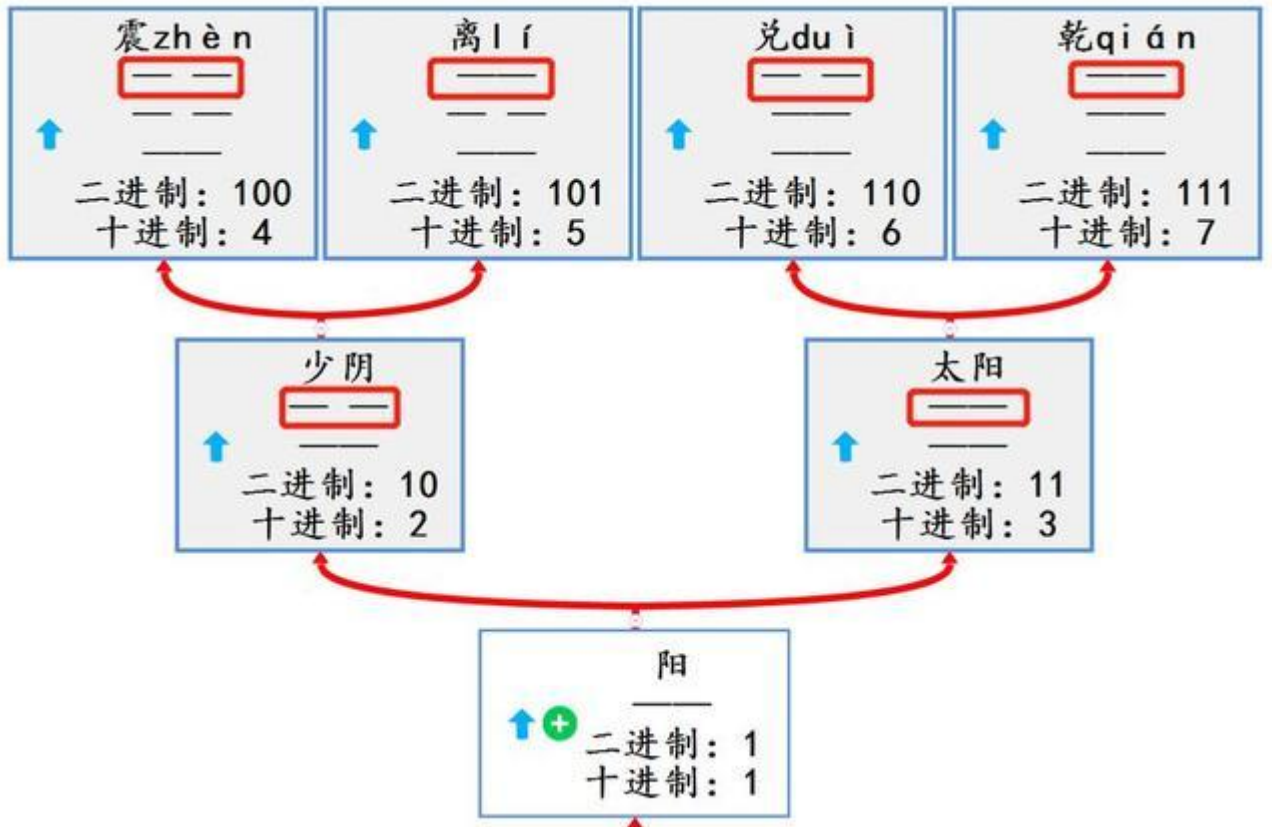 震zhèn
二进制：100
十进制：4
离lí
二进制：101
十进制：5
兑duì
二进制：110
十进制：6
乾qián
二进制：111
十进制：7
少阴
二进制：10
十进制：2
太阳
二进制：11
十进制：3
阳
二进制：1
十进制：1